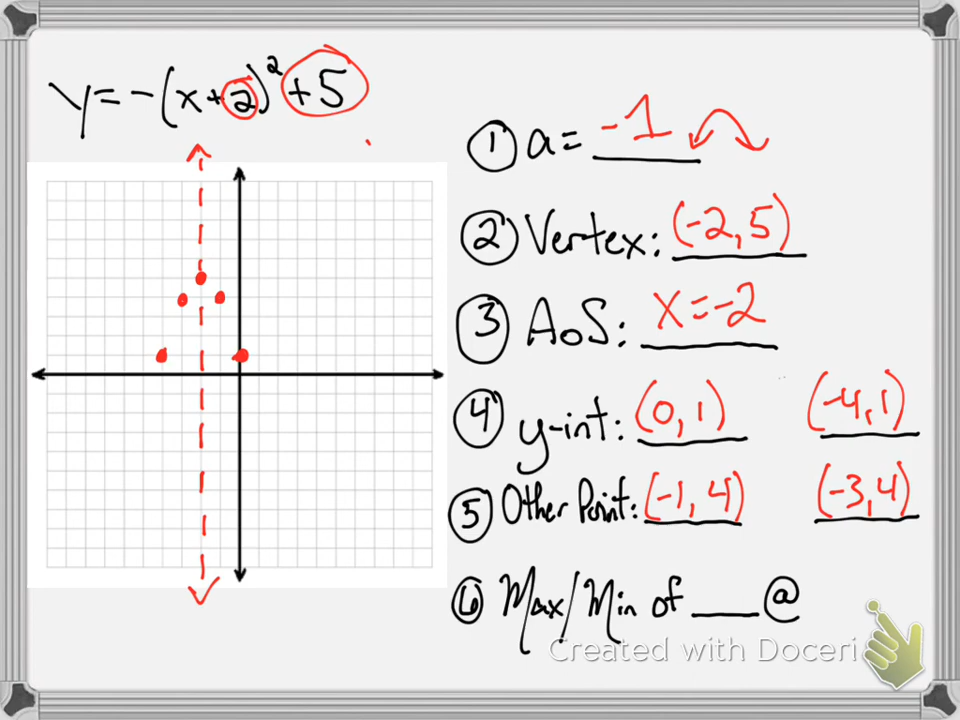 y = -(x+2)² +5
① a = -1
② Vertex: (-2,5)
③ AoS: x=-2
④ y-int: (0,1) (-4,1)
⑤ Other Point: (-1,4) (-3,4)
⑥ Max/Min of ___ @
Created with Doceri